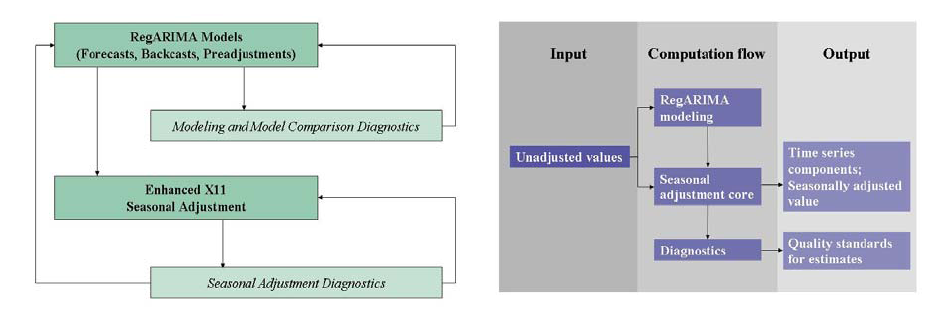 RegARIMA Models
(Forecasts, Backcasts, Preadjustments)
Modeling and Model Comparison Diagnostics
Enhanced X11
Seasonal Adjustment
Seasonal Adjustment Diagnostics
Input
Computation flow
Output
RegARIMA
modeling
Unadjusted values
Seasonal
adjustment core
Time series
components;
Seasonally adjusted
value
Diagnostics
Quality standards
for estimates